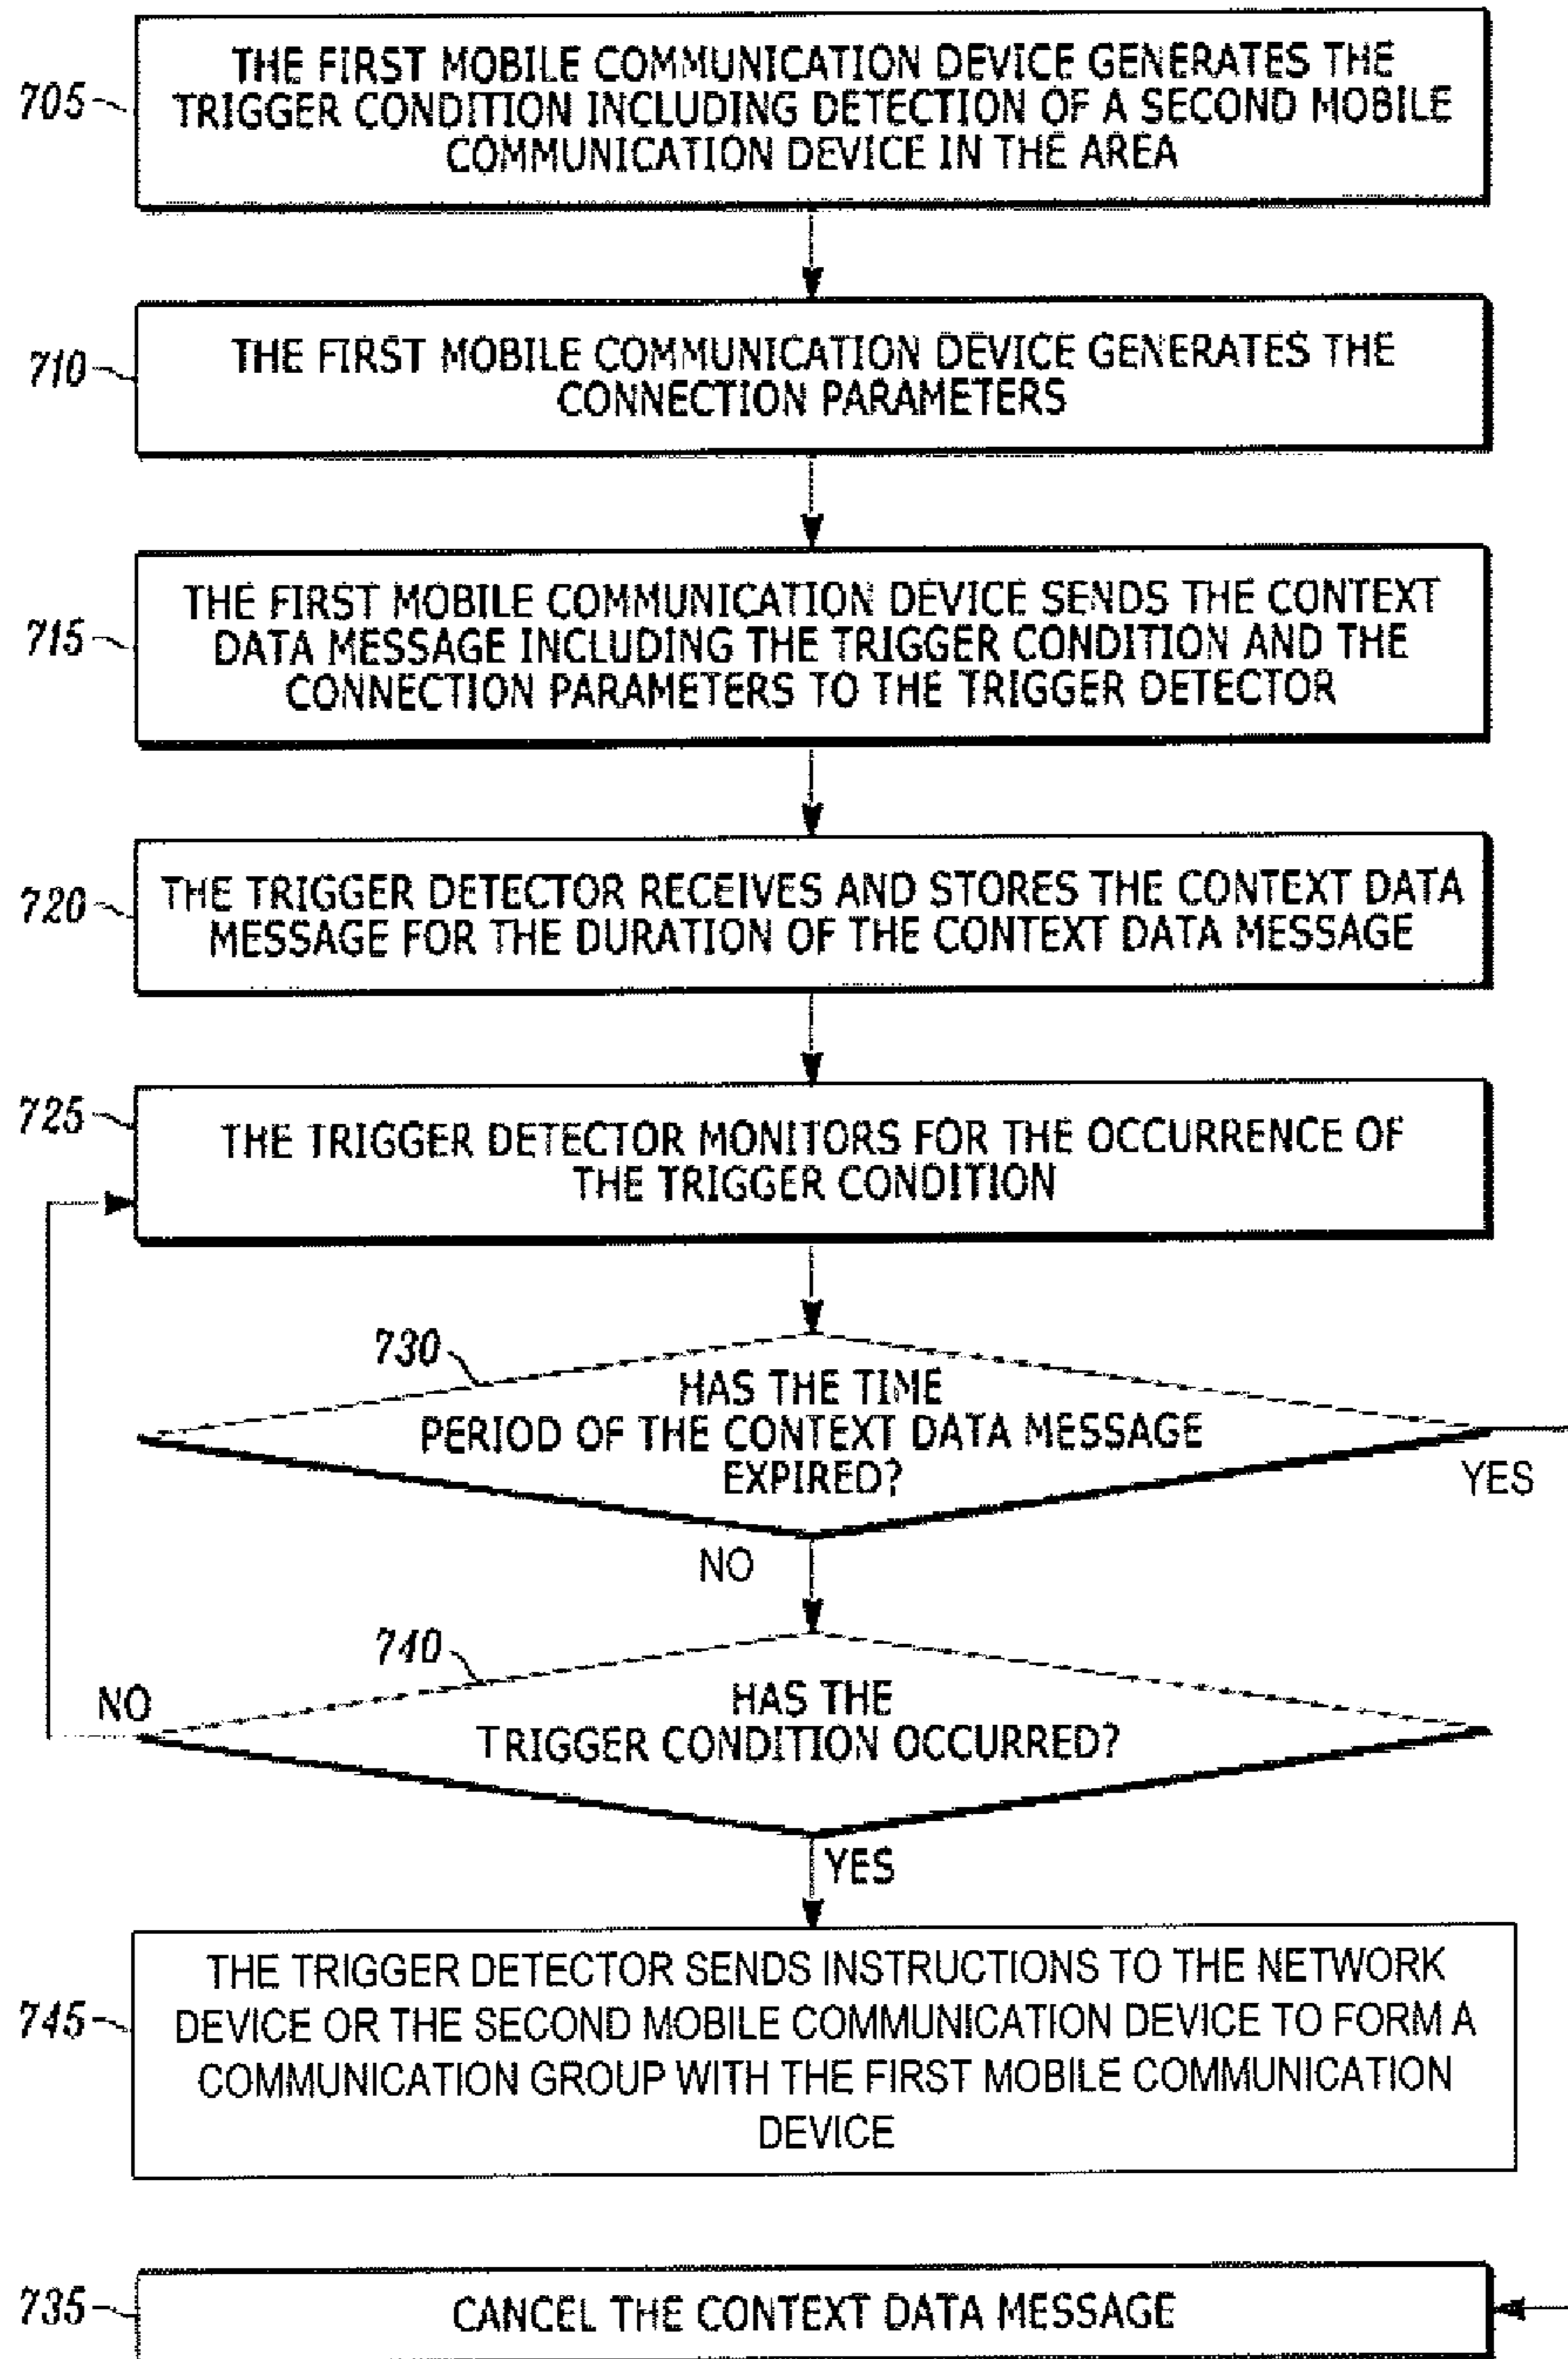 705
THE FIRST MOBILE COMMUNICATION DEVICE GENERATES THE
TRIGGER CONDITION INCLUDING DETECTION OF A SECOND MOBILE
COMMUNICATION DEVICE IN THE AREA
710
THE FIRST MOBILE COMMUNICATION DEVICE GENERATES THE
CONNECTION PARAMETERS
715
THE FIRST MOBILE COMMUNICATION DEVICE SENDS THE CONTEXT
DATA MESSAGE INCLUDING THE TRIGGER CONDITION AND THE
CONNECTION PARAMETERS TO THE TRIGGER DETECTOR
720
THE TRIGGER DETECTOR RECEIVES AND STORES THE CONTEXT DATA
MESSAGE FOR THE DURATION OF THE CONTEXT DATA MESSAGE
725
THE TRIGGER DETECTOR MONITORS FOR THE OCCURRENCE OF
THE TRIGGER CONDITION
730
HAS THE TIME
PERIOD OF THE CONTEXT DATA MESSAGE
EXPIRED?
YES
NO
740
HAS THE
TRIGGER CONDITION OCCURRED?
NO
YES
745
THE TRIGGER DETECTOR SENDS INSTRUCTIONS TO THE NETWORK
DEVICE OR THE SECOND MOBILE COMMUNICATION DEVICE TO FORM A
COMMUNICATION GROUP WITH THE FIRST MOBILE COMMUNICATION
DEVICE
735
CANCEL THE CONTEXT DATA MESSAGE